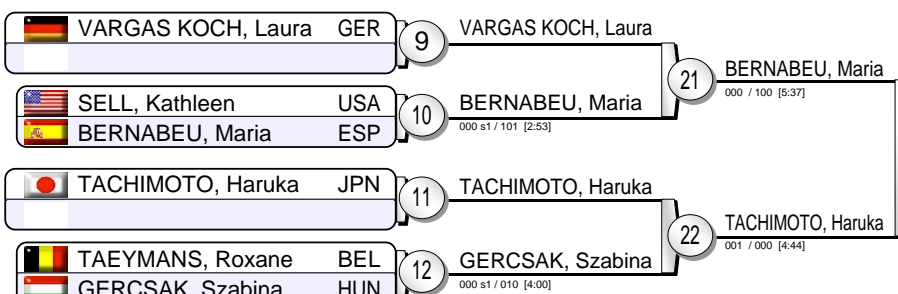 VARGAS KOCH, Laura GER
9
VARGAS KOCH, Laura
21
BERNABEU, Maria
000 / 100 [5:37]
SELL, Kathleen USA
BERNABEU, Maria ESP
10
BERNABEU, Maria
000 s1 / 101 [2:53]
TACHIMOTO, Haruka JPN
11
TACHIMOTO, Haruka
22
TACHIMOTO, Haruka
001 / 000 [4:44]
TAEYMANS, Roxane BEL
GERCSAK, Szabina HUN
12
GERCSAK, Szabina
000 s1 / 010 [4:00]